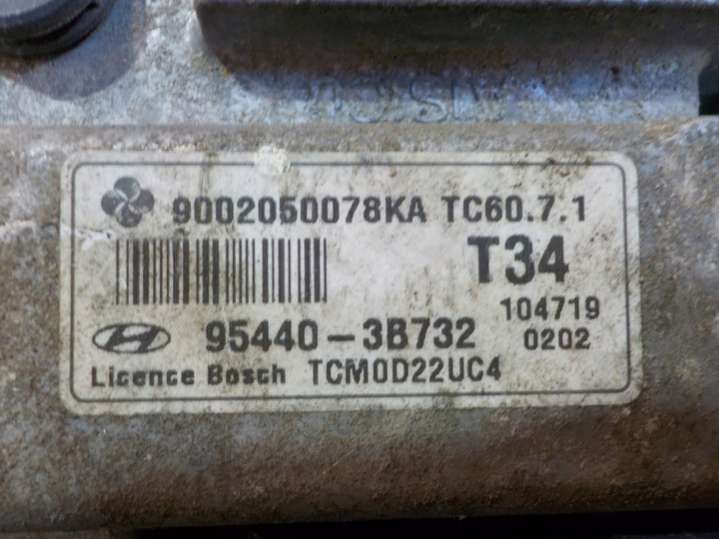 9002050078KA TC60.7.1
T34
104719
95440-3B732 0202
Licence Bosch TCM0D22UC4